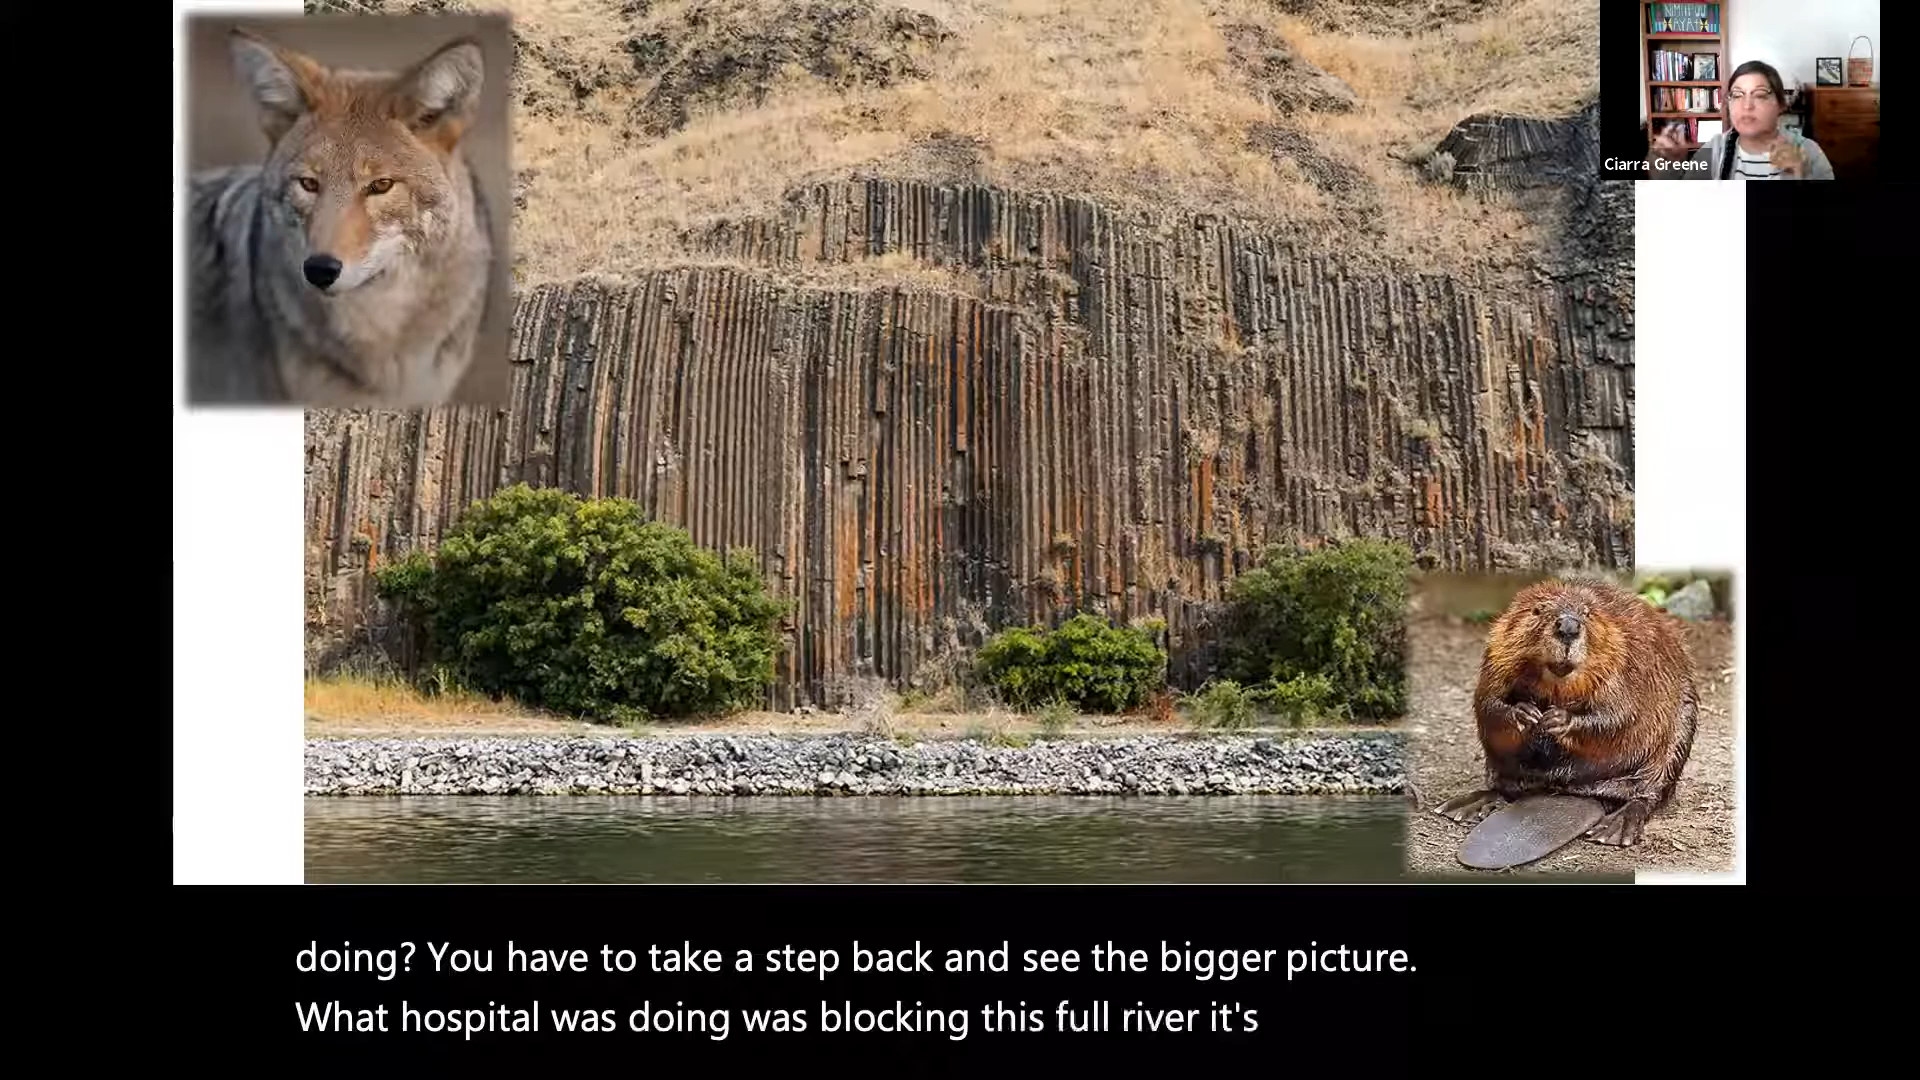 NIMIIPUU
Ciarra Greene
doing? You have to take a step back and see the bigger picture.
What hospital was doing was blocking this full river it's